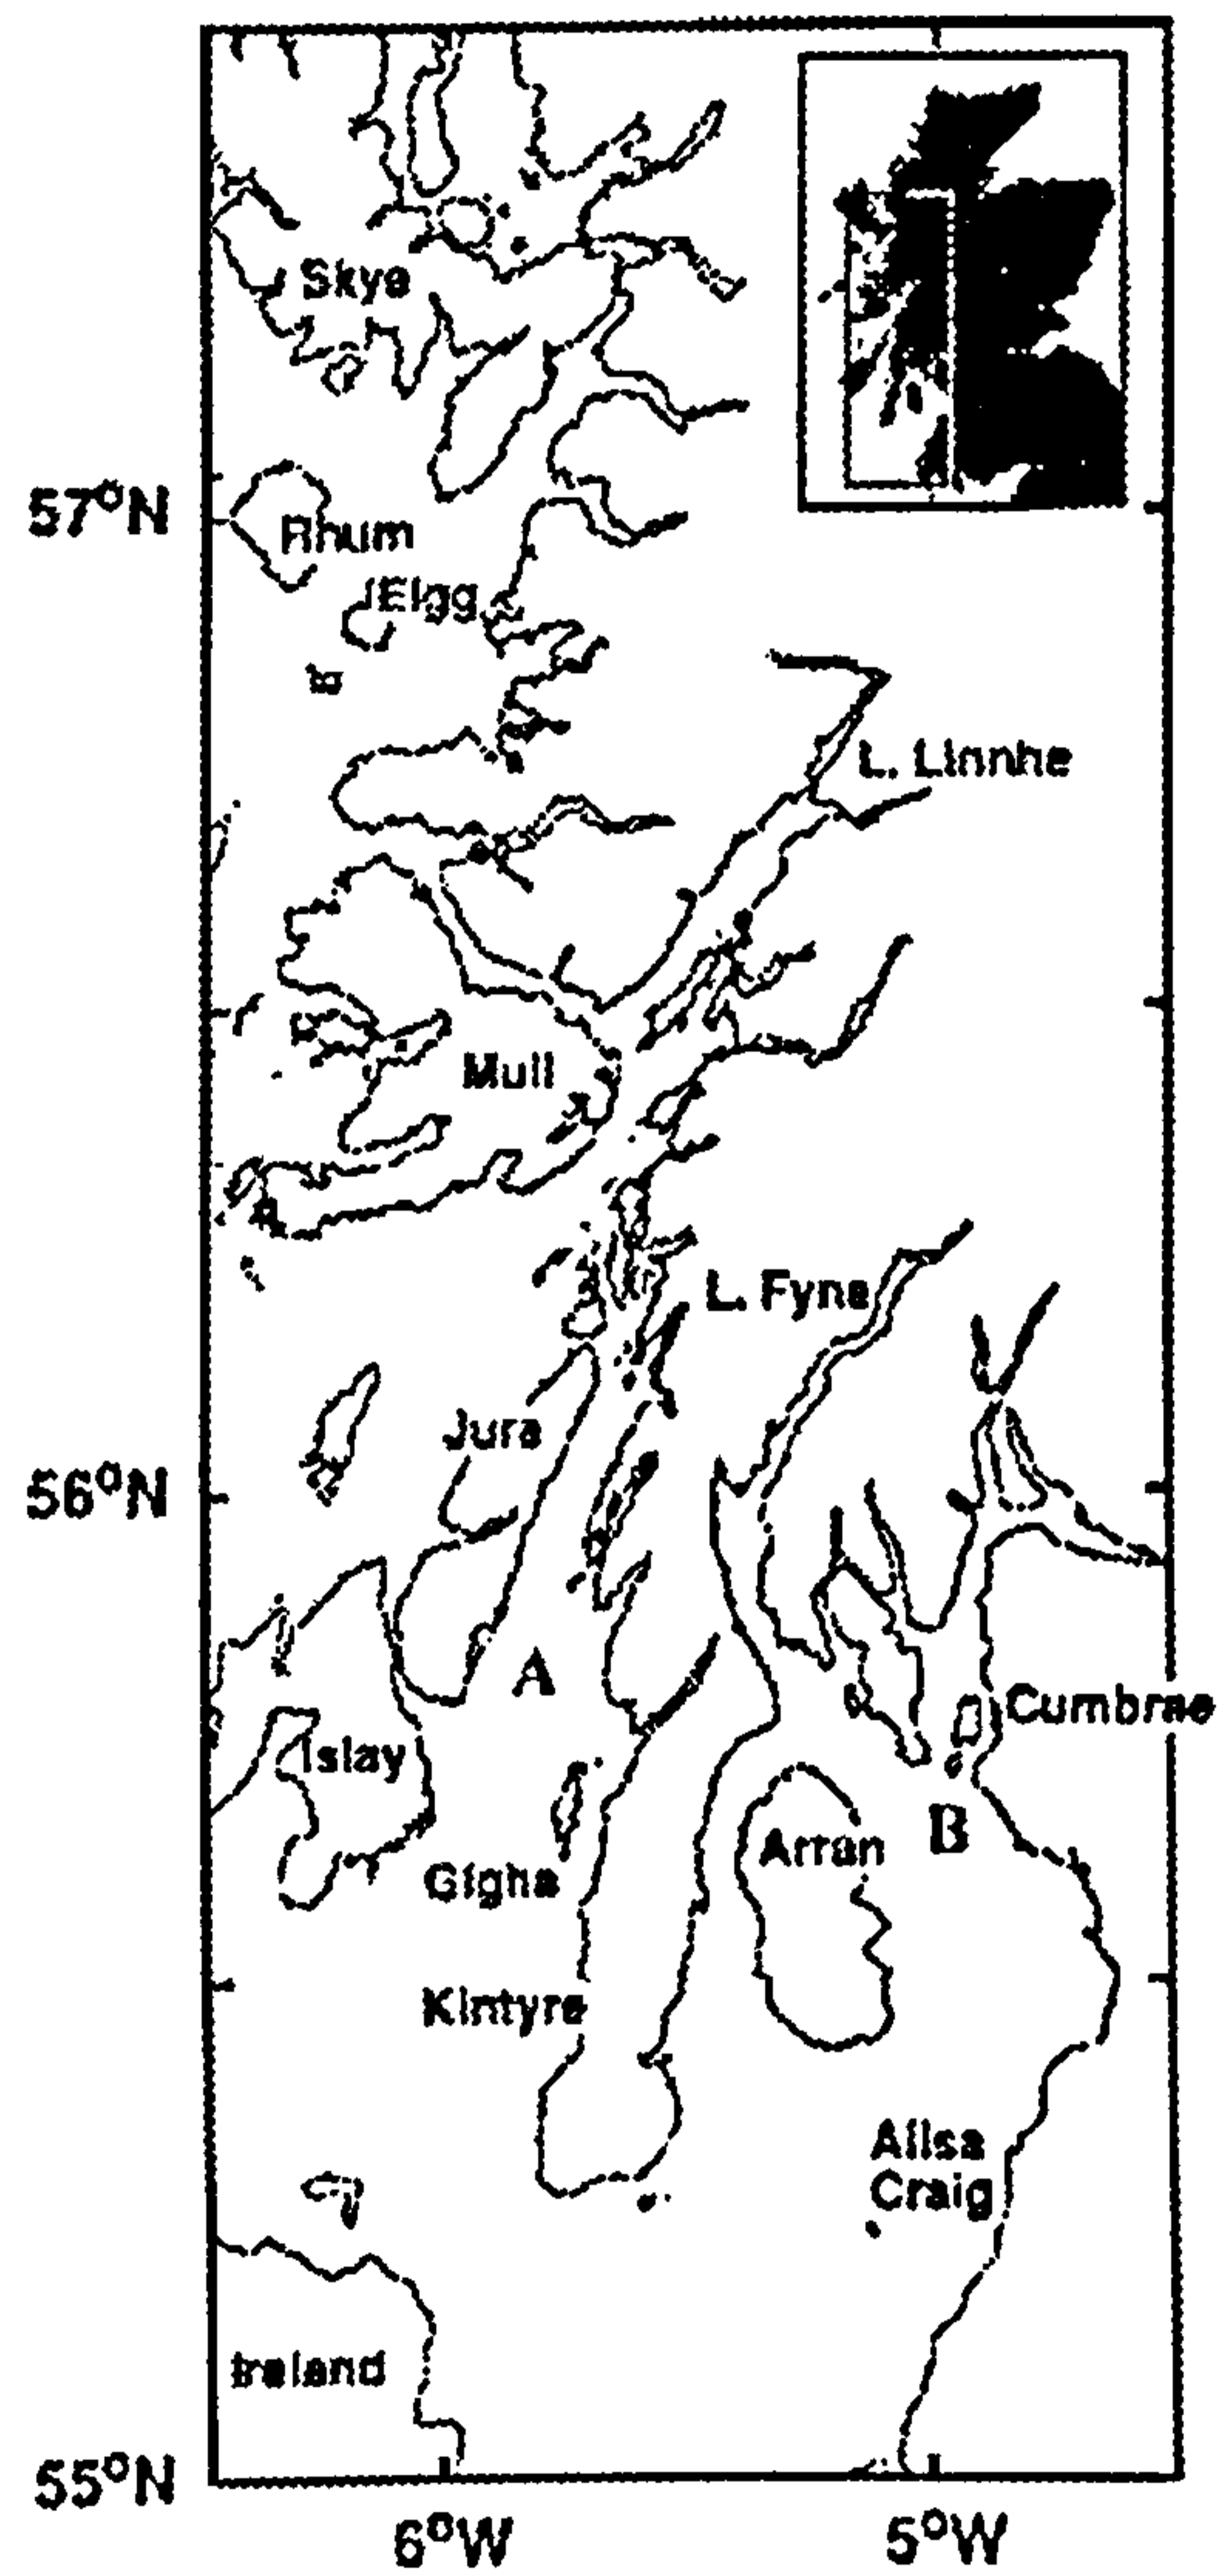 Skye
57°N
Rhum
Eigg
L. Linnhe
Mull
L. Fyne
Jura
56°N
A
Cumbrae
Islay
B
Arran
Gigha
Kintyre
Ailsa
Craig
Ireland
55°N
6°W
5°W